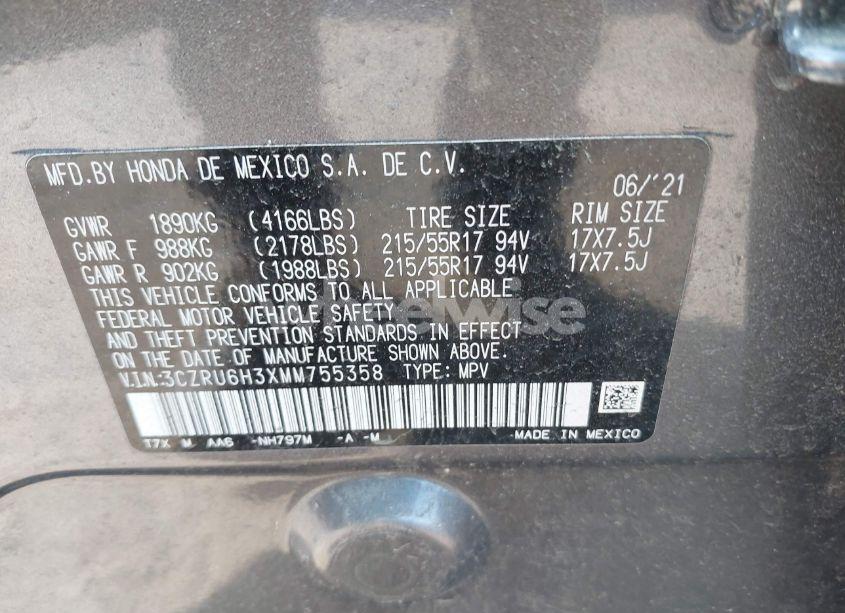 MFD.BY HONDA DE MEXICO S.A. DE C.V.
06/'21
GVWR 1890KG (4166LBS) TIRE SIZE RIM SIZE
GAWR F 988KG (2178LBS) 215/55R17 94V 17X7.5J
GAWR R 902KG (1988LBS) 215/55R17 94V 17X7.5J
THIS VEHICLE CONFORMS TO ALL APPLICABLE
FEDERAL MOTOR VEHICLE SAFETY
AND THEFT PREVENTION STANDARDS IN EFFECT
ON THE DATE OF MANUFACTURE SHOWN ABOVE.
V.I.N:3CZRU6H3XMM755358 TYPE: MPV
T7X M AA6 -NH797M -A -M MADE IN MEXICO